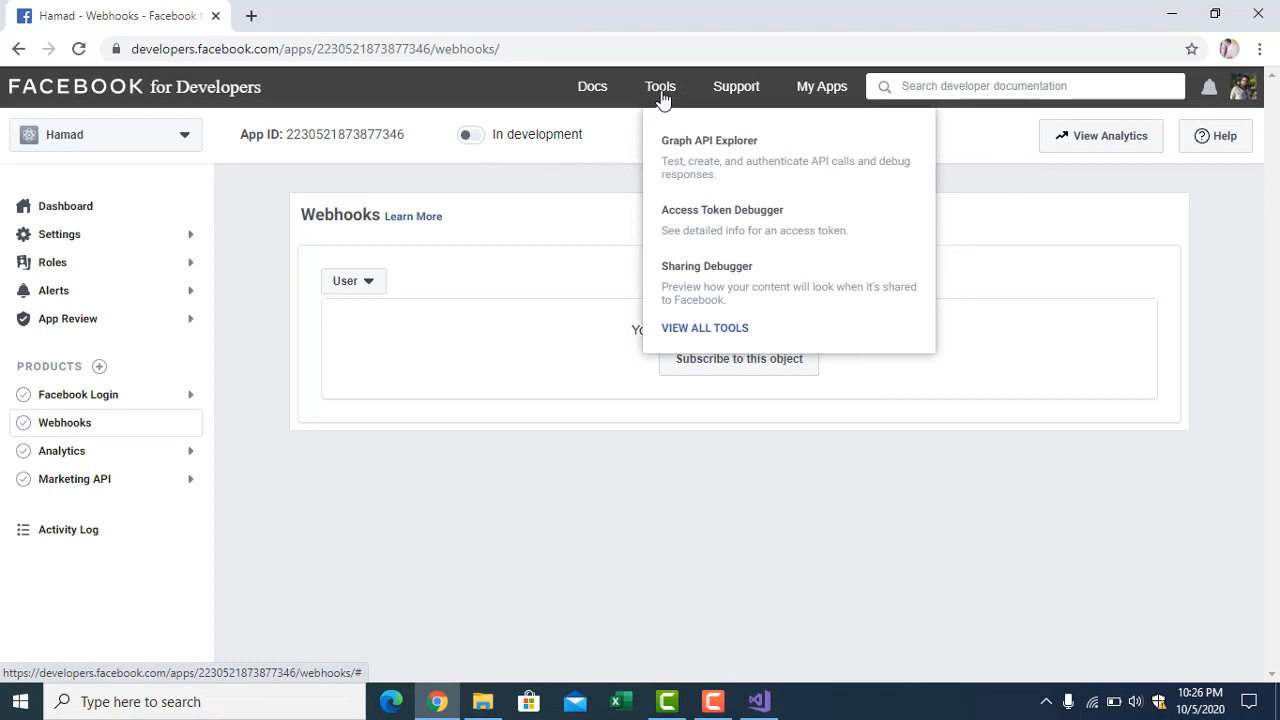 Hamad - Webhooks - Facebook f
developers.facebook.com/apps/2230521873877346/webhooks/
FACEBOOK for Developers
Docs
Tools
Support
My Apps
Search developer documentation
Hamad
App ID: 2230521873877346
In development
View Analytics
Help
Graph API Explorer
Test, create, and authenticate API calls and debug
responses.
Access Token Debugger
See detailed info for an access token.
Sharing Debugger
Preview how your content will look when it's shared
to Facebook.
VIEW ALL TOOLS
Dashboard
Settings
Roles
Alerts
App Review
PRODUCTS
Facebook Login
Webhooks
Analytics
Marketing API
Activity Log
Webhooks Learn More
User
Subscribe to this object
https://developers.facebook.com/apps/2230521873877346/webhooks/#
Type here to search
10:26 PM
10/5/2020